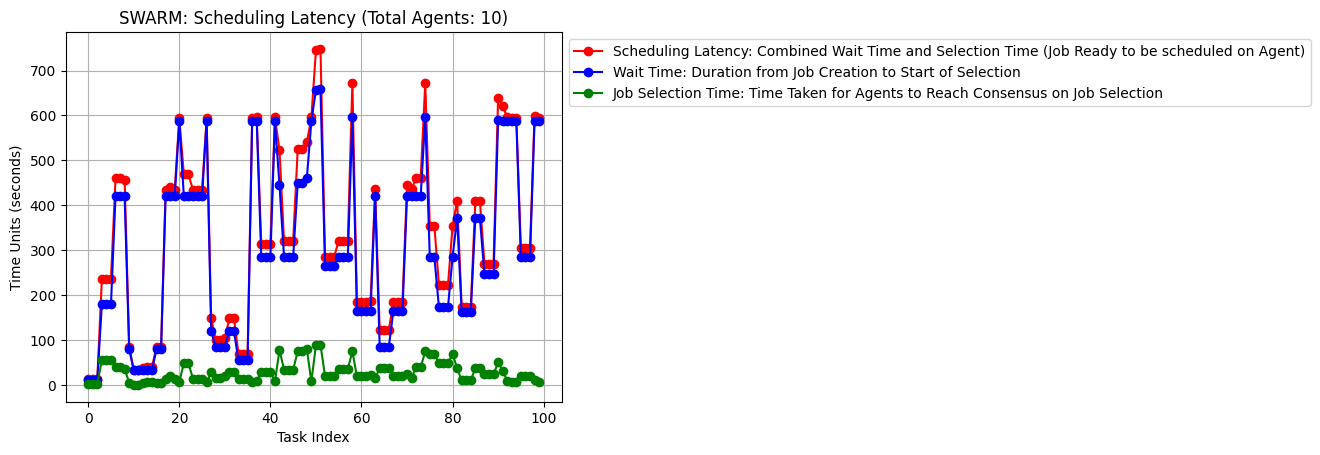 SWARM: Scheduling Latency (Total Agents: 10)
Scheduling Latency: Combined Wait Time and Selection Time (Job Ready to be scheduled on Agent)
Wait Time: Duration from Job Creation to Start of Selection
Job Selection Time: Time Taken for Agents to Reach Consensus on Job Selection
Time Units (seconds)
700
600
500
400
300
200
100
0
0 20 40 60 80 100
Task Index